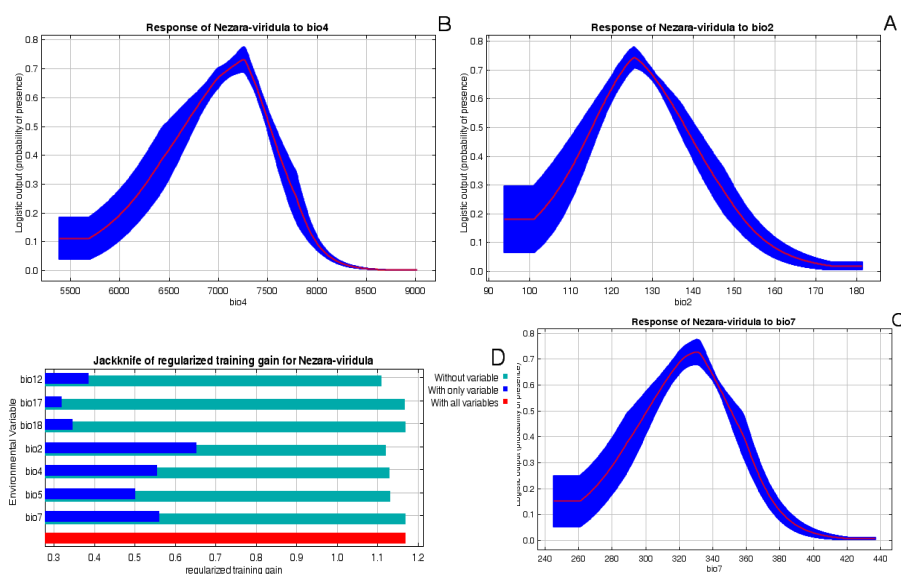 Response of Nezara-viridula to bio4
B
Logistic output (probability of presence)
0.8
0.7
0.6
0.5
0.4
0.3
0.2
0.1
0.0
5500 6000 6500 7000 7500 8000 8500 9000
bio4
Response of Nezara-viridula to bio2
A
Logistic output (probability of presence)
0.8
0.7
0.6
0.5
0.4
0.3
0.2
0.1
0.0
90 100 110 120 130 140 150 160 170 180
bio2
Jackknife of regularized training gain for Nezara-viridula
D
Environmental Variable
bio12
bio17
bio18
bio2
bio4
bio5
bio7
0.3 0.4 0.5 0.6 0.7 0.8 0.9 1.0 1.1 1.2
regularized training gain
Without variable
With only variable
With all variables
Response of Nezara-viridula to bio7
C
Logistic output (probability of presence)
0.8
0.7
0.6
0.5
0.4
0.3
0.2
0.1
0.0
240 260 280 300 320 340 360 380 400 420 440
bio7